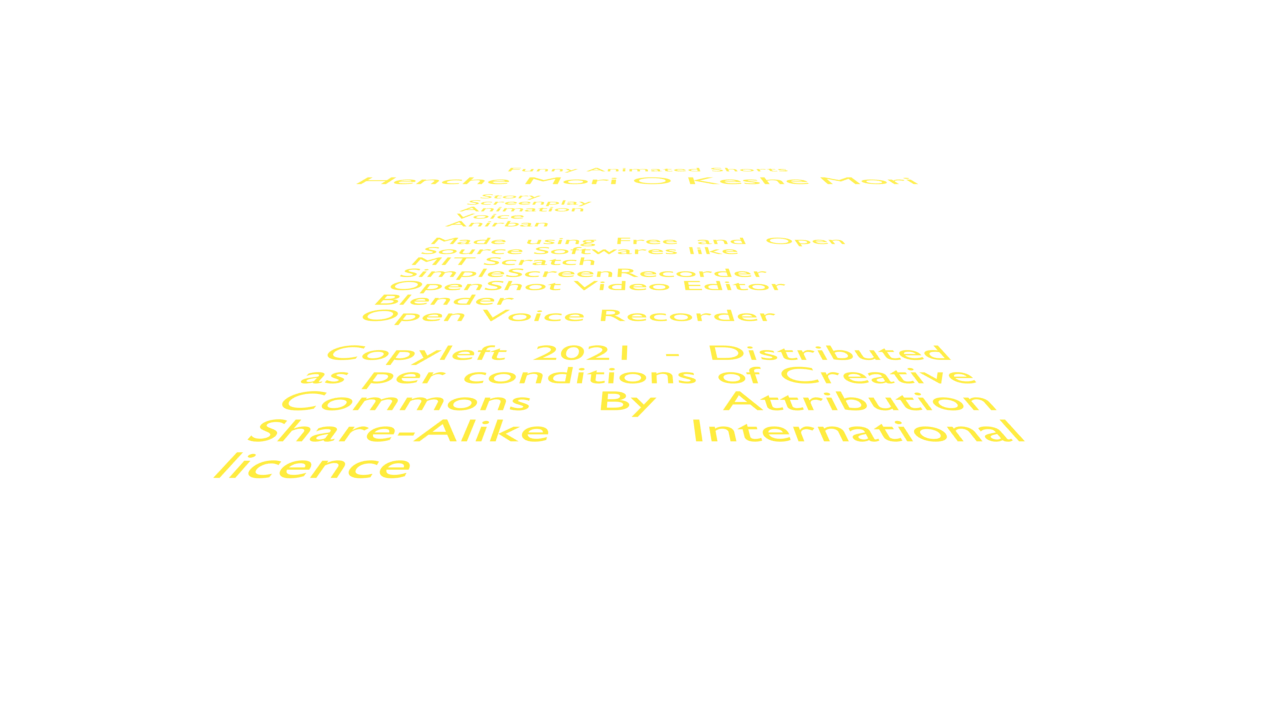 Funny Animated Shorts
Henche Mori O Keshe Mori
Story
Screenplay
Animation
Voice
Anirban
Made using Free and Open
Source Softwares like
MIT Scratch
SimpleScreenRecorder
OpenShot Video Editor
Blender
Open Voice Recorder
Copyleft 2021 - Distributed
as per conditions of Creative
Commons By Attribution
Share-Alike International
licence